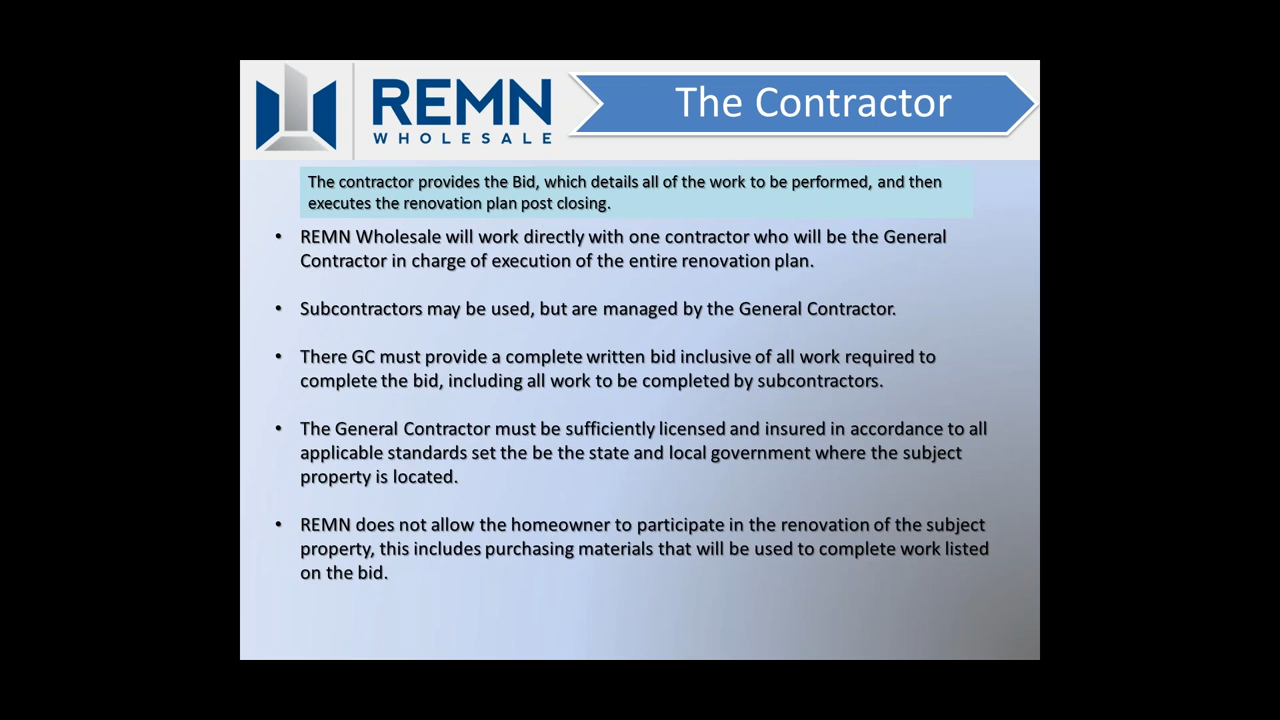 REMN
WHOLESALE
The Contractor
The contractor provides the Bid, which details all of the work to be performed, and then
executes the renovation plan post closing.
• REMN Wholesale will work directly with one contractor who will be the General
Contractor in charge of execution of the entire renovation plan.
• Subcontractors may be used, but are managed by the General Contractor.
• There GC must provide a complete written bid inclusive of all work required to
complete the bid, including all work to be completed by subcontractors.
• The General Contractor must be sufficiently licensed and insured in accordance to all
applicable standards set the be the state and local government where the subject
property is located.
• REMN does not allow the homeowner to participate in the renovation of the subject
property, this includes purchasing materials that will be used to complete work listed
on the bid.